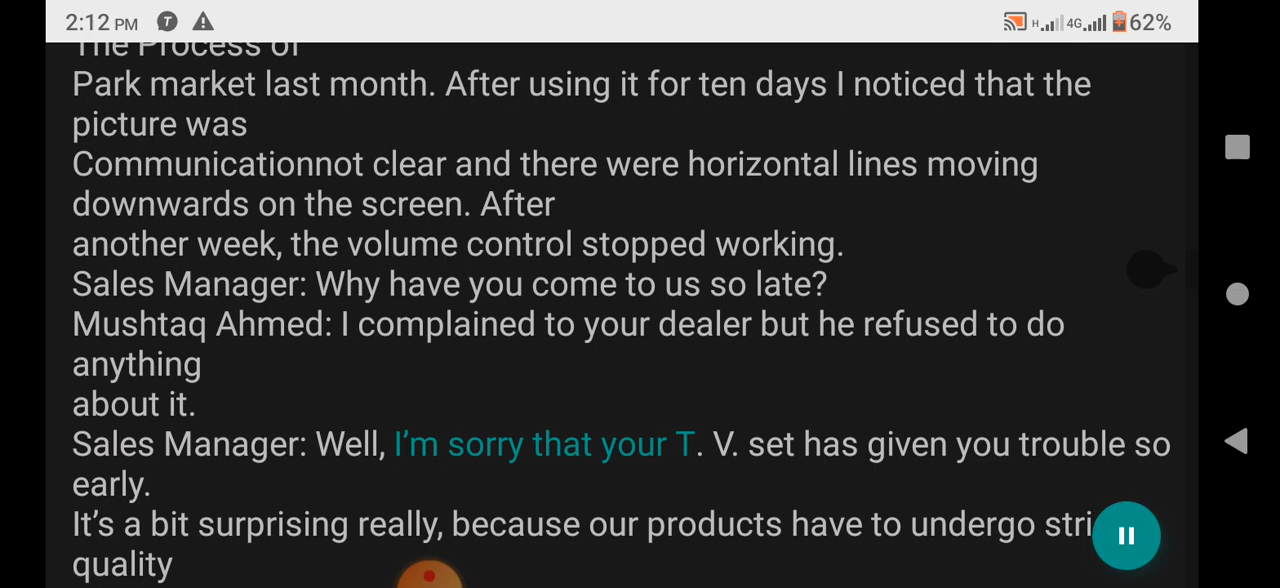 2:12 PM
H 4G 62%
The Process of
Park market last month. After using it for ten days I noticed that the
picture was
Communicationnot clear and there were horizontal lines moving
downwards on the screen. After
another week, the volume control stopped working.
Sales Manager: Why have you come to us so late?
Mushtaq Ahmed: I complained to your dealer but he refused to do
anything
about it.
Sales Manager: Well, I’m sorry that your T. V. set has given you trouble so
early.
It’s a bit surprising really, because our products have to undergo stri
quality